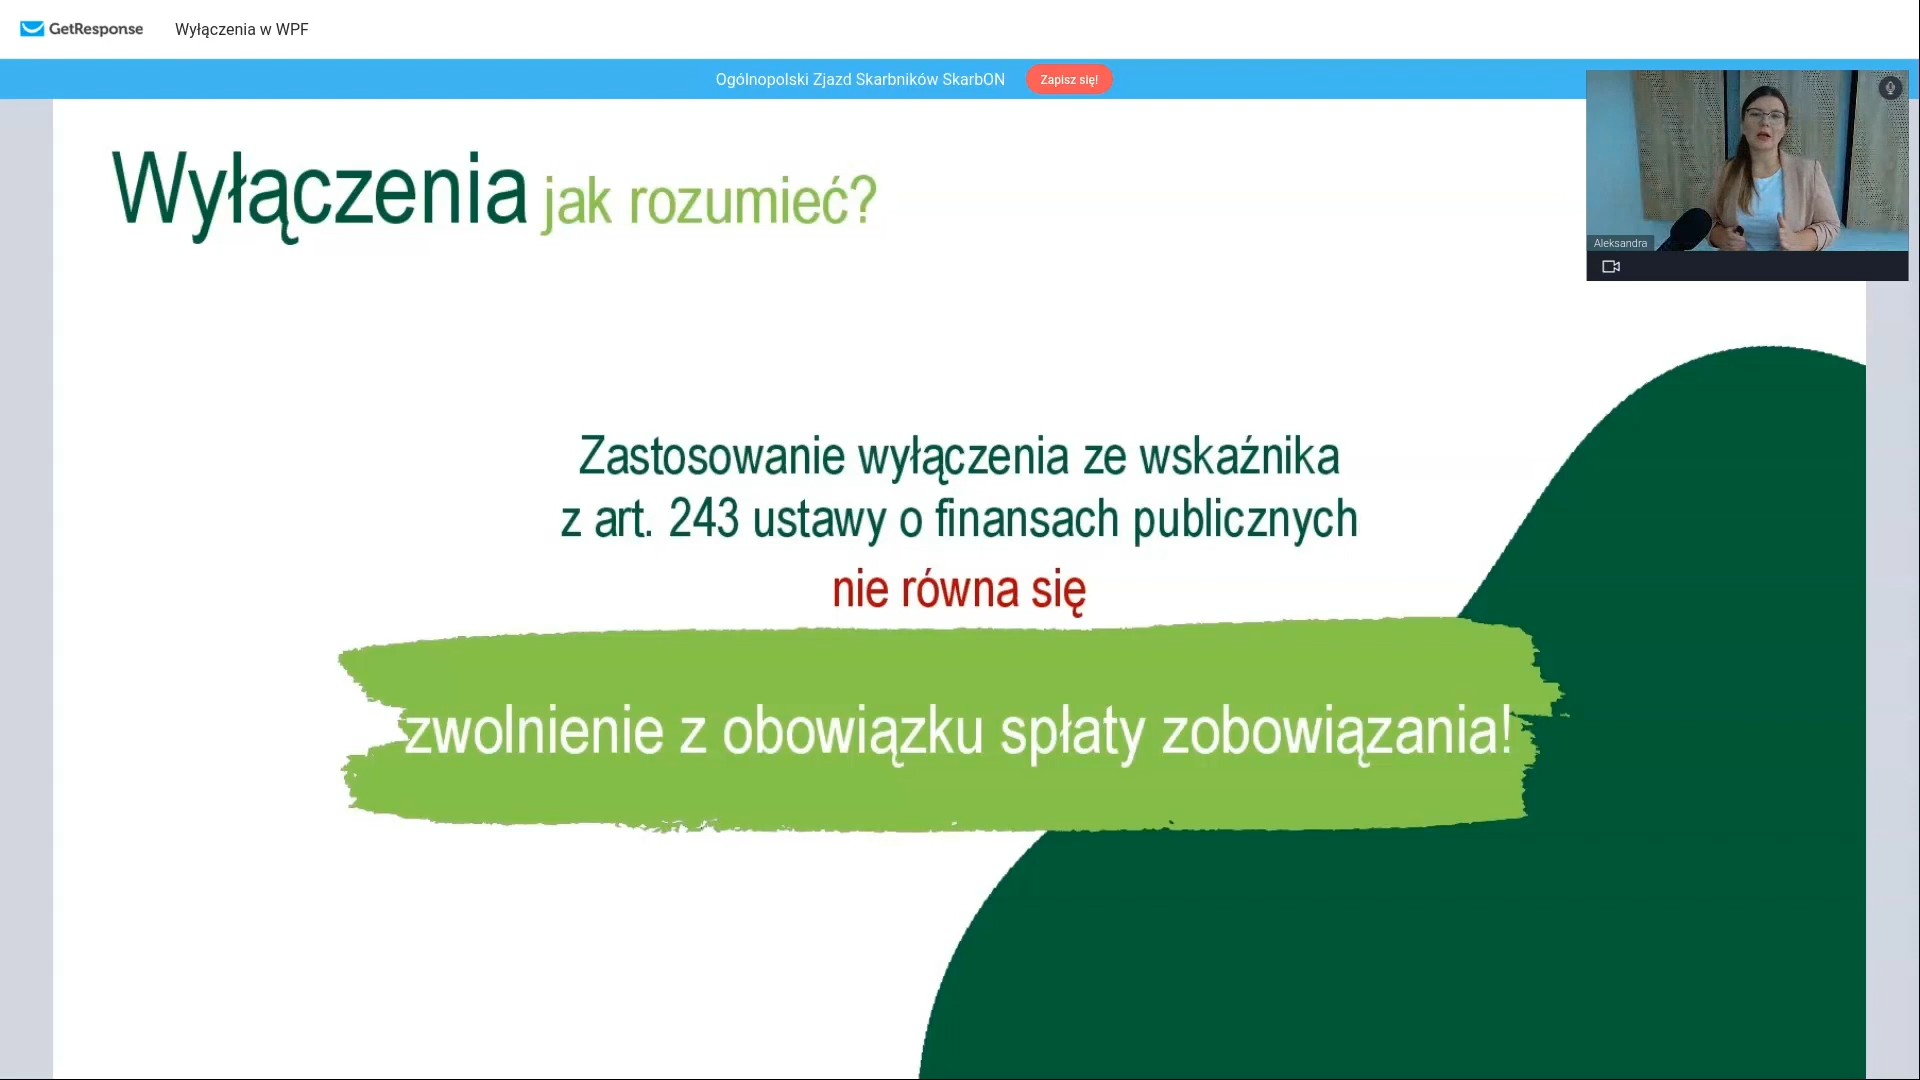 GetResponse Wyłączenia w WPF
Ogólnopolski Zjazd Skarbników SkarbON Zapisz się!
Aleksandra
Wyłączenia jak rozumieć?
Zastosowanie wyłączenia ze wskaźnika
z art. 243 ustawy o finansach publicznych
nie równa się
zwolnienie z obowiązku spłaty zobowiązania!